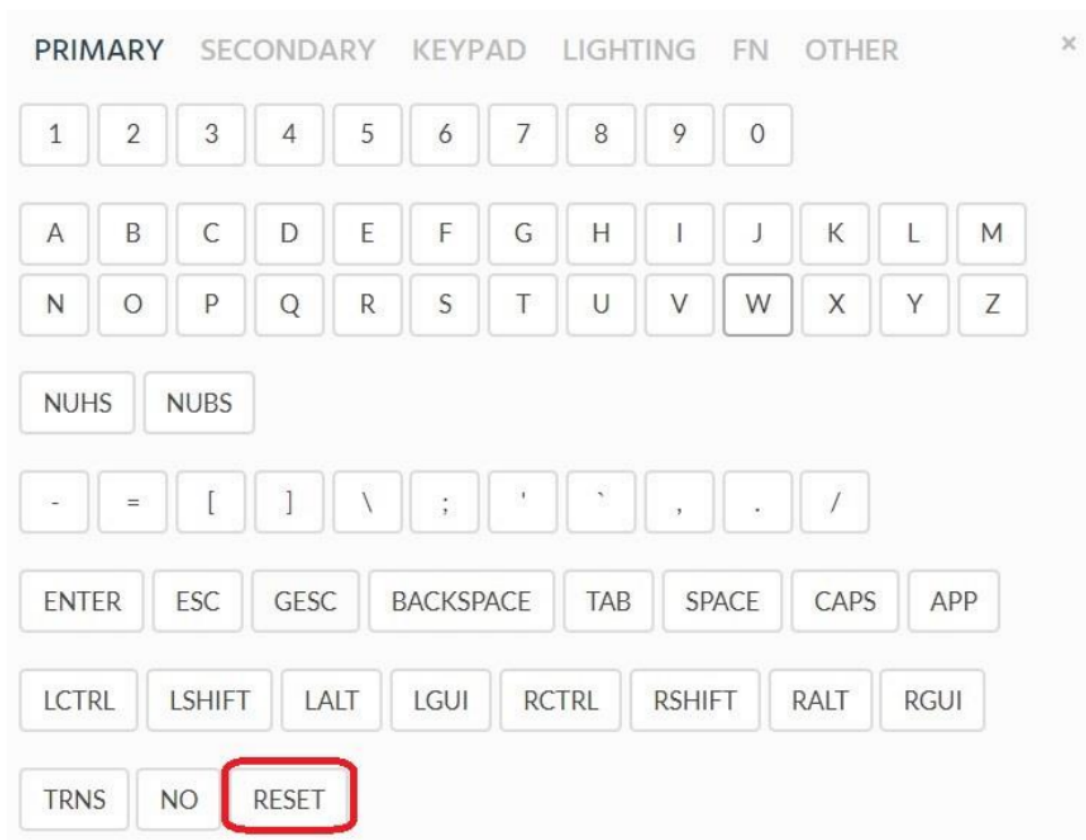 PRIMARY SECONDARY KEYPAD LIGHTING FN OTHER ×
1 2 3 4 5 6 7 8 9 0
A B C D E F G H I J K L M
N O P Q R S T U V W X Y Z
NUHS NUBS
- = [ ] \ ; ' ` , . /
ENTER ESC GESC BACKSPACE TAB SPACE CAPS APP
LCTRL LSHIFT LALT LGUI RCTRL RSHIFT RALT RGUI
TRNS NO RESET